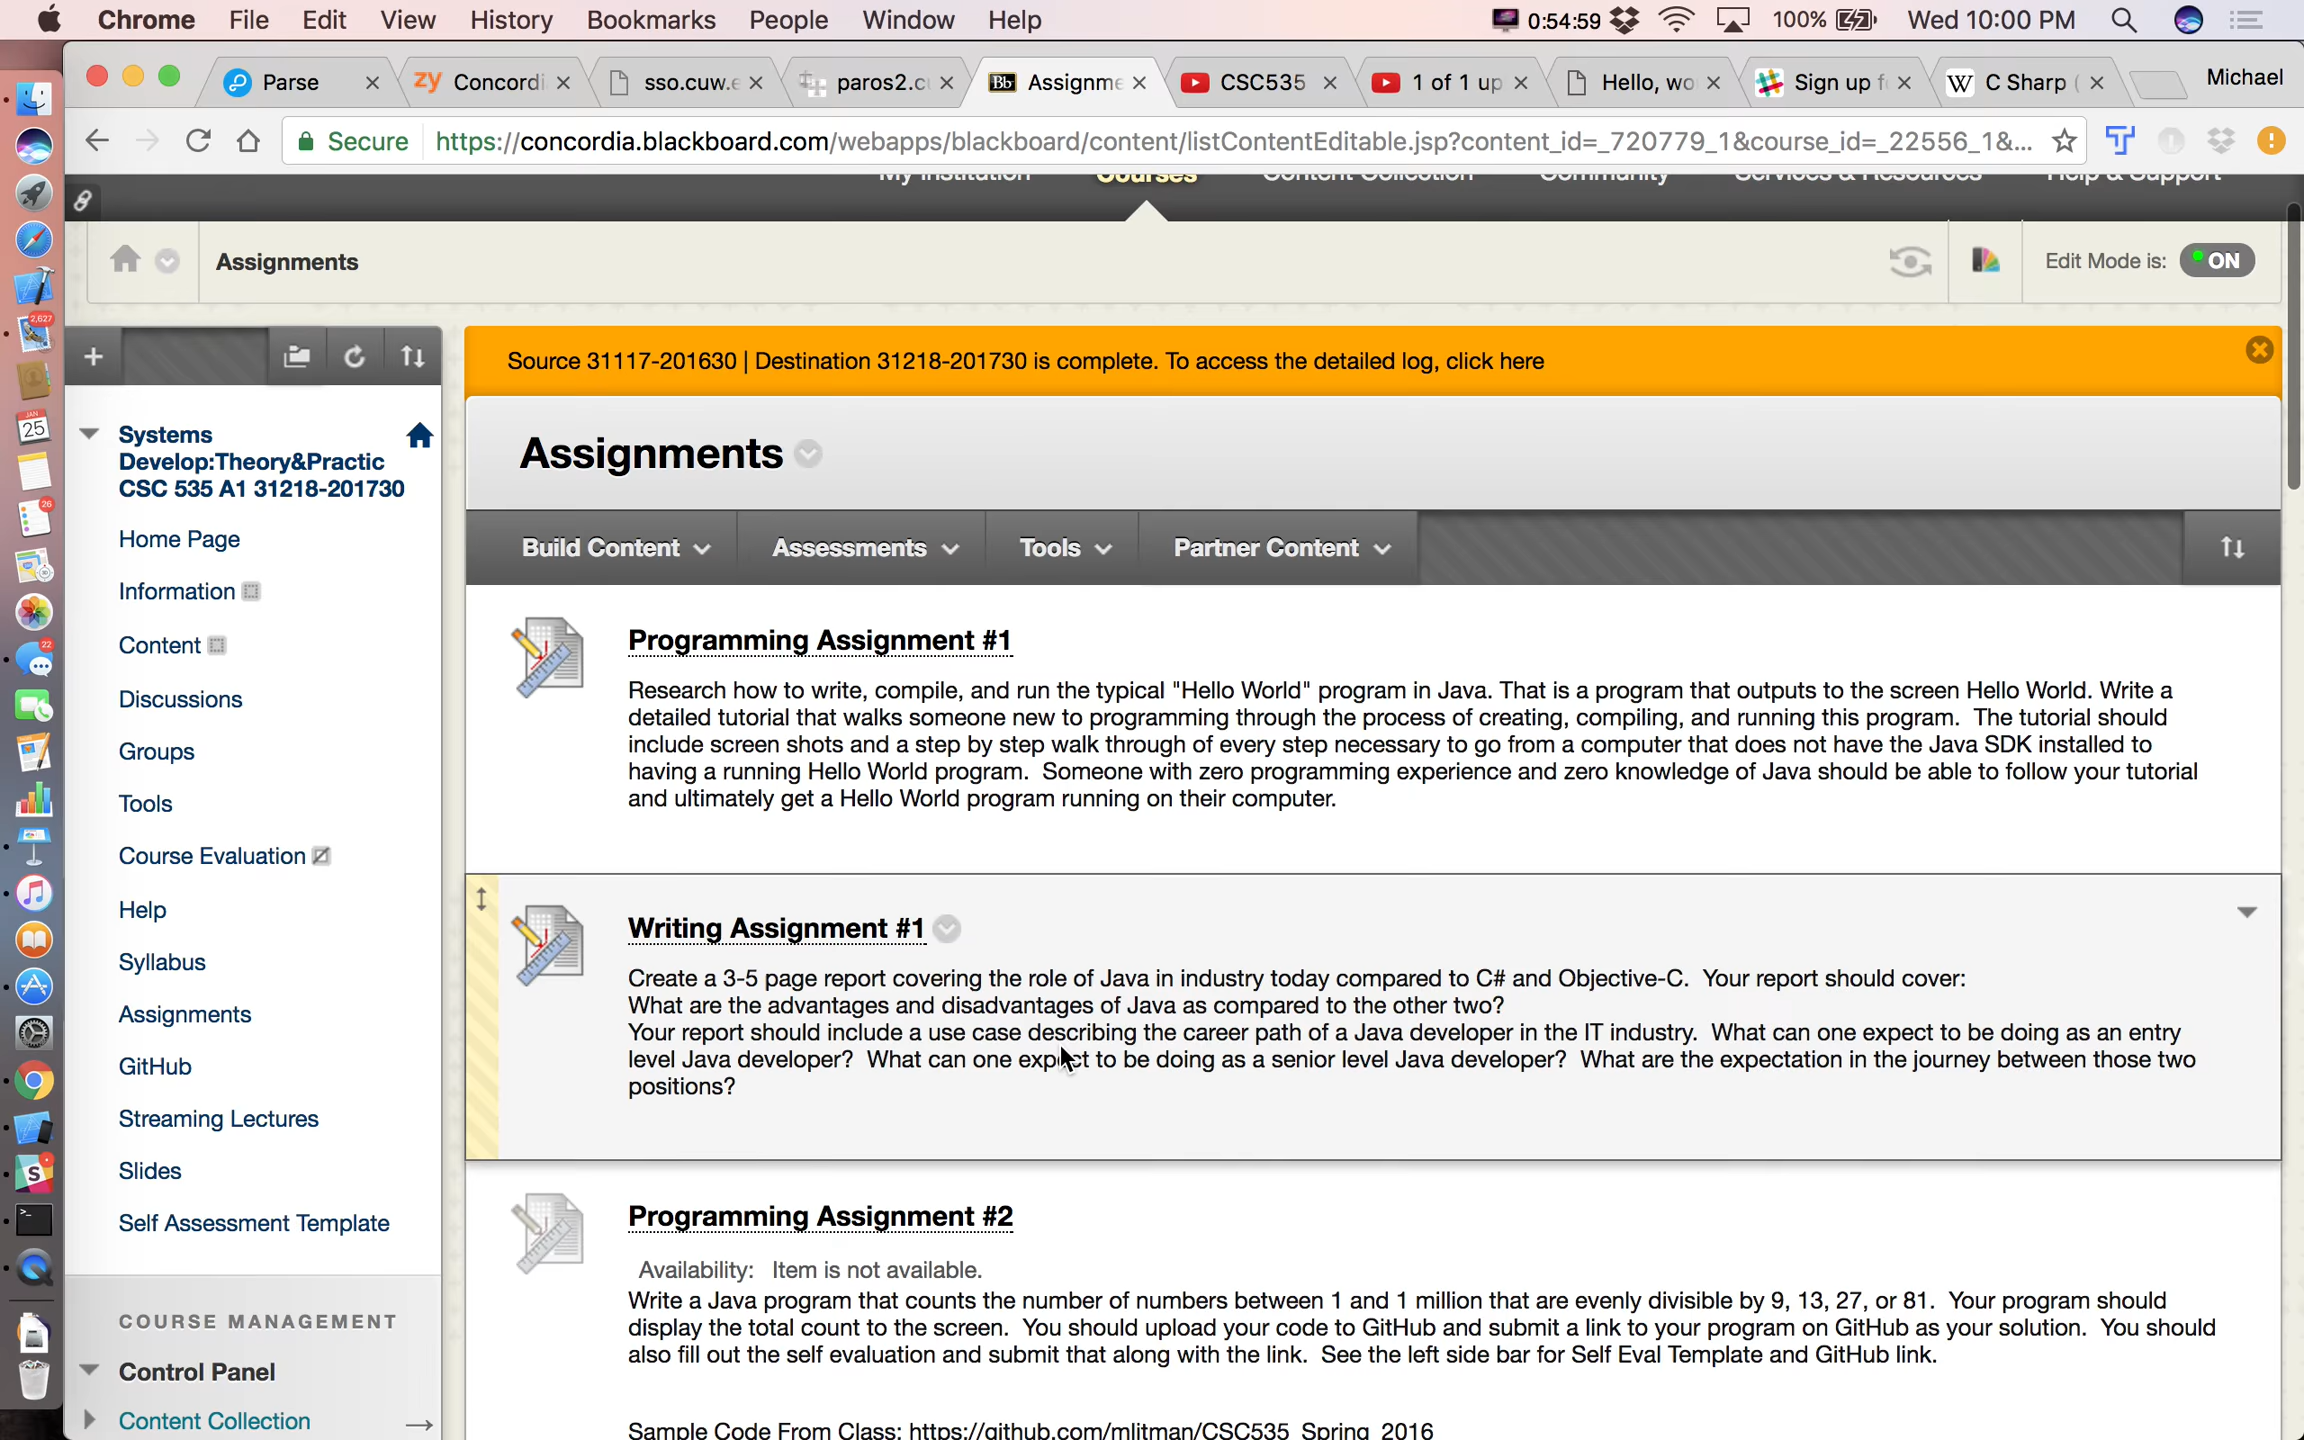 Chrome File Edit View History Bookmarks People Window Help 0:54:59 100% Wed 10:00 PM
Parse Concordi sso.cuw.e paros2.c Bb Assignme CSC535 1 of 1 up Hello, wo Sign up f C Sharp ( Michael
Secure https://concordia.blackboard.com/webapps/blackboard/content/listContentEditable.jsp?content_id=_720779_1&course_id=_22556_1&...
My Institution Courses Content Collection Community Services & Resources Help & Support
Assignments Edit Mode is: ON
Source 31117-201630 | Destination 31218-201730 is complete. To access the detailed log, click here
Systems
Develop:Theory&Practic
CSC 535 A1 31218-201730
Home Page
Information
Content
Discussions
Groups
Tools
Course Evaluation
Help
Syllabus
Assignments
GitHub
Streaming Lectures
Slides
Self Assessment Template
COURSE MANAGEMENT
Control Panel
Content Collection
Assignments
Build Content Assessments Tools Partner Content
Programming Assignment #1
Research how to write, compile, and run the typical "Hello World" program in Java. That is a program that outputs to the screen Hello World. Write a
detailed tutorial that walks someone new to programming through the process of creating, compiling, and running this program. The tutorial should
include screen shots and a step by step walk through of every step necessary to go from a computer that does not have the Java SDK installed to
having a running Hello World program. Someone with zero programming experience and zero knowledge of Java should be able to follow your tutorial
and ultimately get a Hello World program running on their computer.
Writing Assignment #1
Create a 3-5 page report covering the role of Java in industry today compared to C# and Objective-C. Your report should cover:
What are the advantages and disadvantages of Java as compared to the other two?
Your report should include a use case describing the career path of a Java developer in the IT industry. What can one expect to be doing as an entry
level Java developer? What can one expect to be doing as a senior level Java developer? What are the expectation in the journey between those two
positions?
Programming Assignment #2
Availability: Item is not available.
Write a Java program that counts the number of numbers between 1 and 1 million that are evenly divisible by 9, 13, 27, or 81. Your program should
display the total count to the screen. You should upload your code to GitHub and submit a link to your program on GitHub as your solution. You should
also fill out the self evaluation and submit that along with the link. See the left side bar for Self Eval Template and GitHub link.
Sample Code From Class: https://github.com/mlitman/CSC535_Spring_2016
2,627
JAN
25
26
22